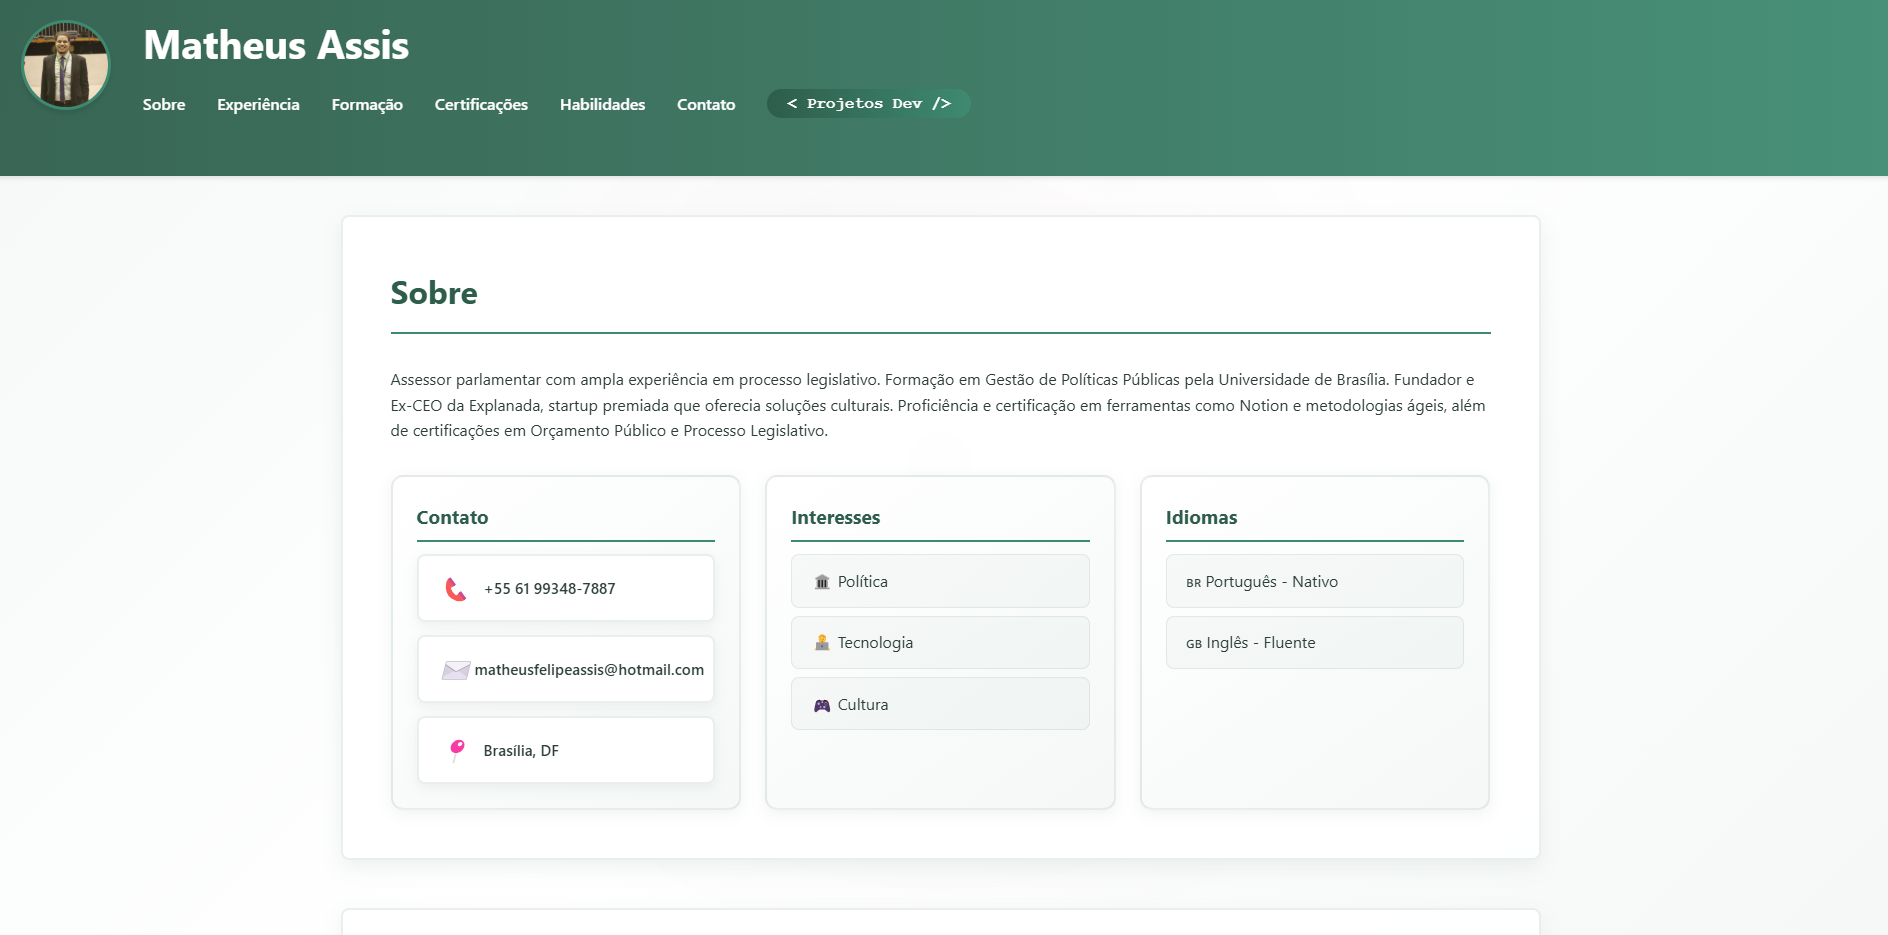 Matheus Assis
Sobre
Experiência
Formação
Certificações
Habilidades
Contato
< Projetos Dev />
Sobre
Assessor parlamentar com ampla experiência em processo legislativo. Formação em Gestão de Políticas Públicas pela Universidade de Brasília. Fundador e
Ex-CEO da Explanada, startup premiada que oferecia soluções culturais. Proficiência e certificação em ferramentas como Notion e metodologias ágeis, além
de certificações em Orçamento Público e Processo Legislativo.
Contato
+55 61 99348-7887
matheusfelipeassis@hotmail.com
Brasília, DF
Interesses
Política
Tecnologia
Cultura
Idiomas
BR Português - Nativo
GB Inglês - Fluente